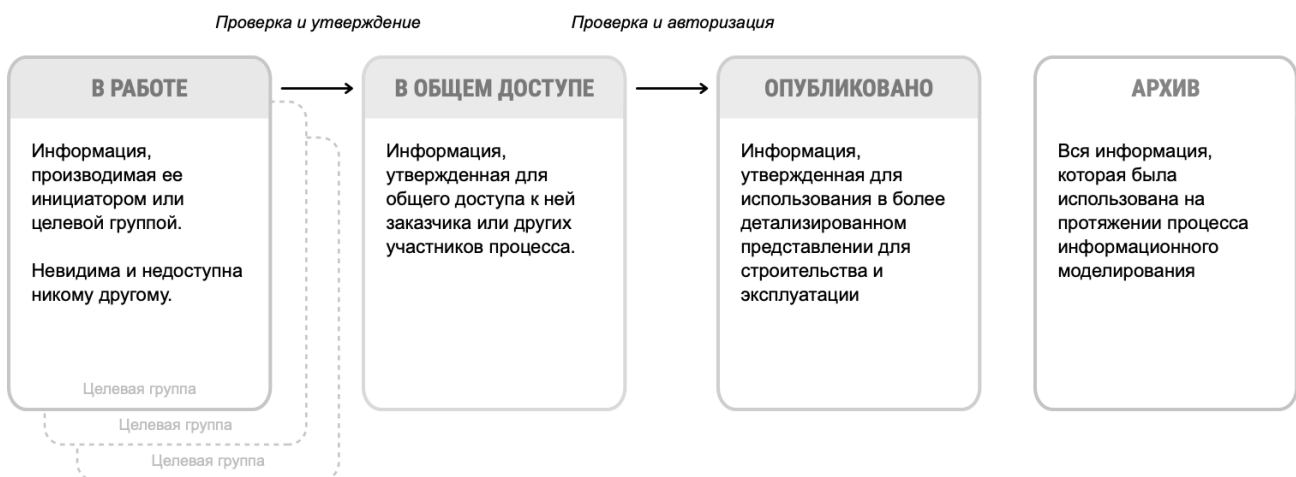 Проверка и утверждение
Проверка и авторизация
В РАБОТЕ
Информация,
производимая ее
инициатором или
целевой группой.
Невидима и недоступна
никому другому.
Целевая группа
Целевая группа
Целевая группа
В ОБЩЕМ ДОСТУПЕ
Информация,
утвержденная для
общего доступа к ней
заказчика или других
участников процесса.
ОПУБЛИКОВАНО
Информация,
утвержденная для
использования в более
детализированном
представлении для
строительства и
эксплуатации
АРХИВ
Вся информация,
которая была
использована на
протяжении процесса
информационного
моделирования